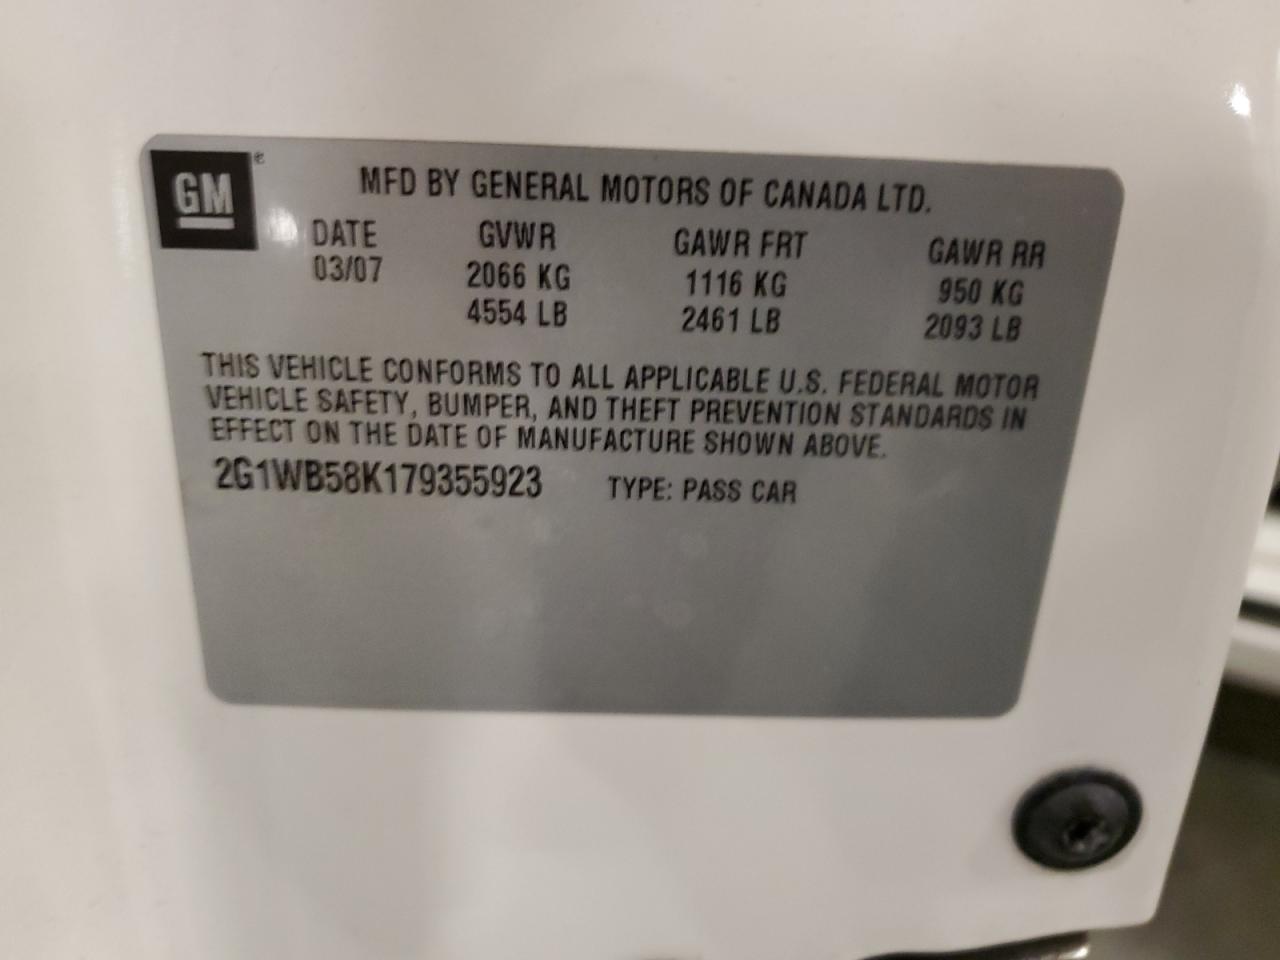 GM
MFD BY GENERAL MOTORS OF CANADA LTD.
DATE GVWR GAWR FRT GAWR RR
03/07 2066 KG 1116 KG 950 KG
4554 LB 2461 LB 2093 LB
THIS VEHICLE CONFORMS TO ALL APPLICABLE U.S. FEDERAL MOTOR
VEHICLE SAFETY, BUMPER, AND THEFT PREVENTION STANDARDS IN
EFFECT ON THE DATE OF MANUFACTURE SHOWN ABOVE.
2G1WB58K179355923 TYPE: PASS CAR